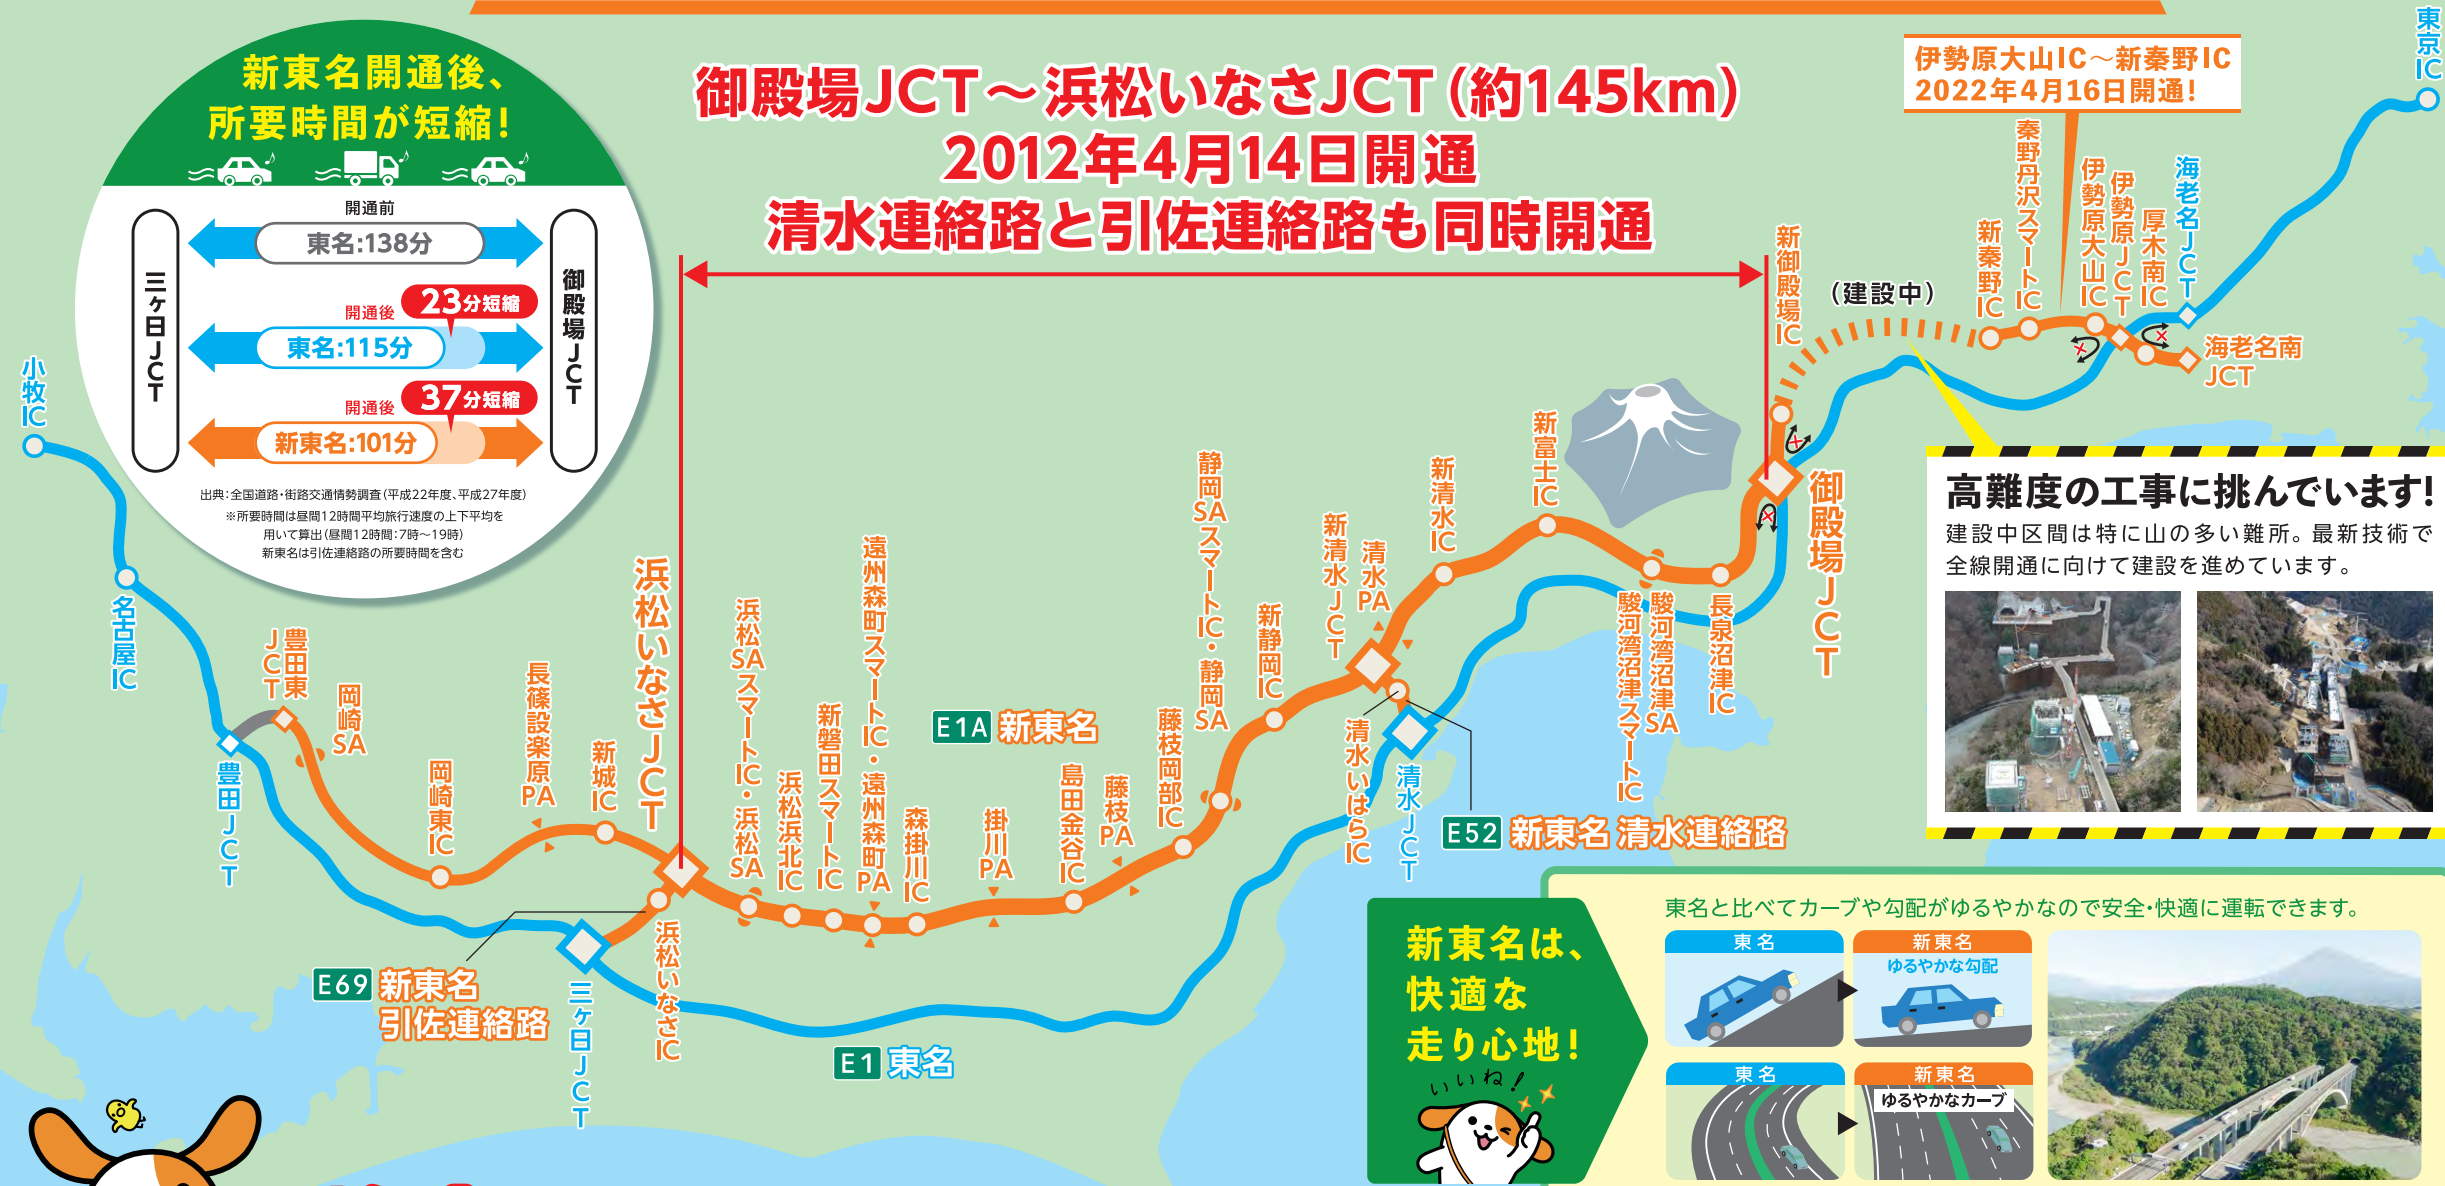 新東名開通後、
所要時間が短縮!
開通前
東名:138分
開通後
23分短縮
東名:115分
開通後
37分短縮
新東名:101分
三ヶ日JCT
御殿場JCT
出典:全国道路・街路交通情勢調査(平成22年度、平成27年度)
※所要時間は昼間12時間平均旅行速度の上下平均を
用いて算出(昼間12時間:7時〜19時)
新東名は引佐連絡路の所要時間を含む
御殿場JCT〜浜松いなさJCT(約145km)
2012年4月14日開通
清水連絡路と引佐連絡路も同時開通
伊勢原大山IC〜新秦野IC
2022年4月16日開通!
東京IC
海老名JCT
厚木南IC
伊勢原JCT
伊勢原大山IC
秦野丹沢スマートIC
新秦野IC
海老名南
JCT
(建設中)
新御殿場IC
御殿場JCT
長泉沼津IC
駿河湾沼津SA
駿河湾沼津スマートIC
新富士IC
新清水IC
清水PA
新清水JCT
清水いはらIC
清水JCT
E52 新東名 清水連絡路
新静岡IC
静岡SAスマートIC・静岡SA
藤枝岡部IC
藤枝PA
島田金谷IC
掛川PA
森掛川IC
遠州森町スマートIC・遠州森町PA
新磐田スマートIC
浜松浜北IC
浜松SAスマートIC・浜松SA
E1A 新東名
浜松いなさJCT
浜松いなさIC
新城IC
長篠設楽原PA
岡崎東IC
岡崎SA
豊田東
JCT
豊田JCT
名古屋IC
小牧IC
E69 新東名
引佐連絡路
三ヶ日JCT
E1 東名
高難度の工事に挑んでいます!
建設中区間は特に山の多い難所。最新技術で
全線開通に向けて建設を進めています。
新東名は、
快適な
走り心地!
いいね!
東名と比べてカーブや勾配がゆるやかなので安全・快適に運転できます。
東名
新東名
ゆるやかな勾配
東名
新東名
ゆるやかなカーブ